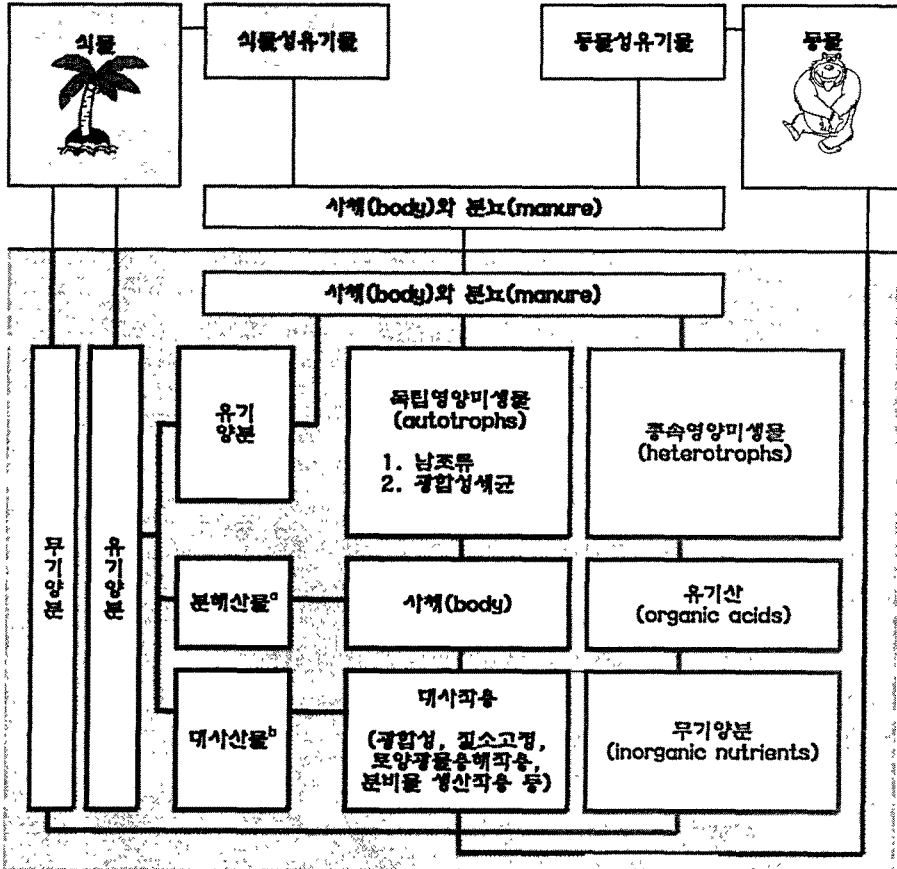 식물
식물성유기물
동물성유기물
동물
사체(body)와 분뇨(manure)
사체(body)와 분뇨(manure)
무기양분
유기양분
유기
양분
독립영양미생물
(autotrophs)
1. 남조류
2. 광합성세균
종속영양미생물
(heterotrophs)
분해산물a
사체(body)
유기산
(organic acids)
대사산물b
대사작용
(광합성, 질소고정,
토양광물용해작용,
분비물 생산작용 등)
무기양분
(inorganic nutrients)